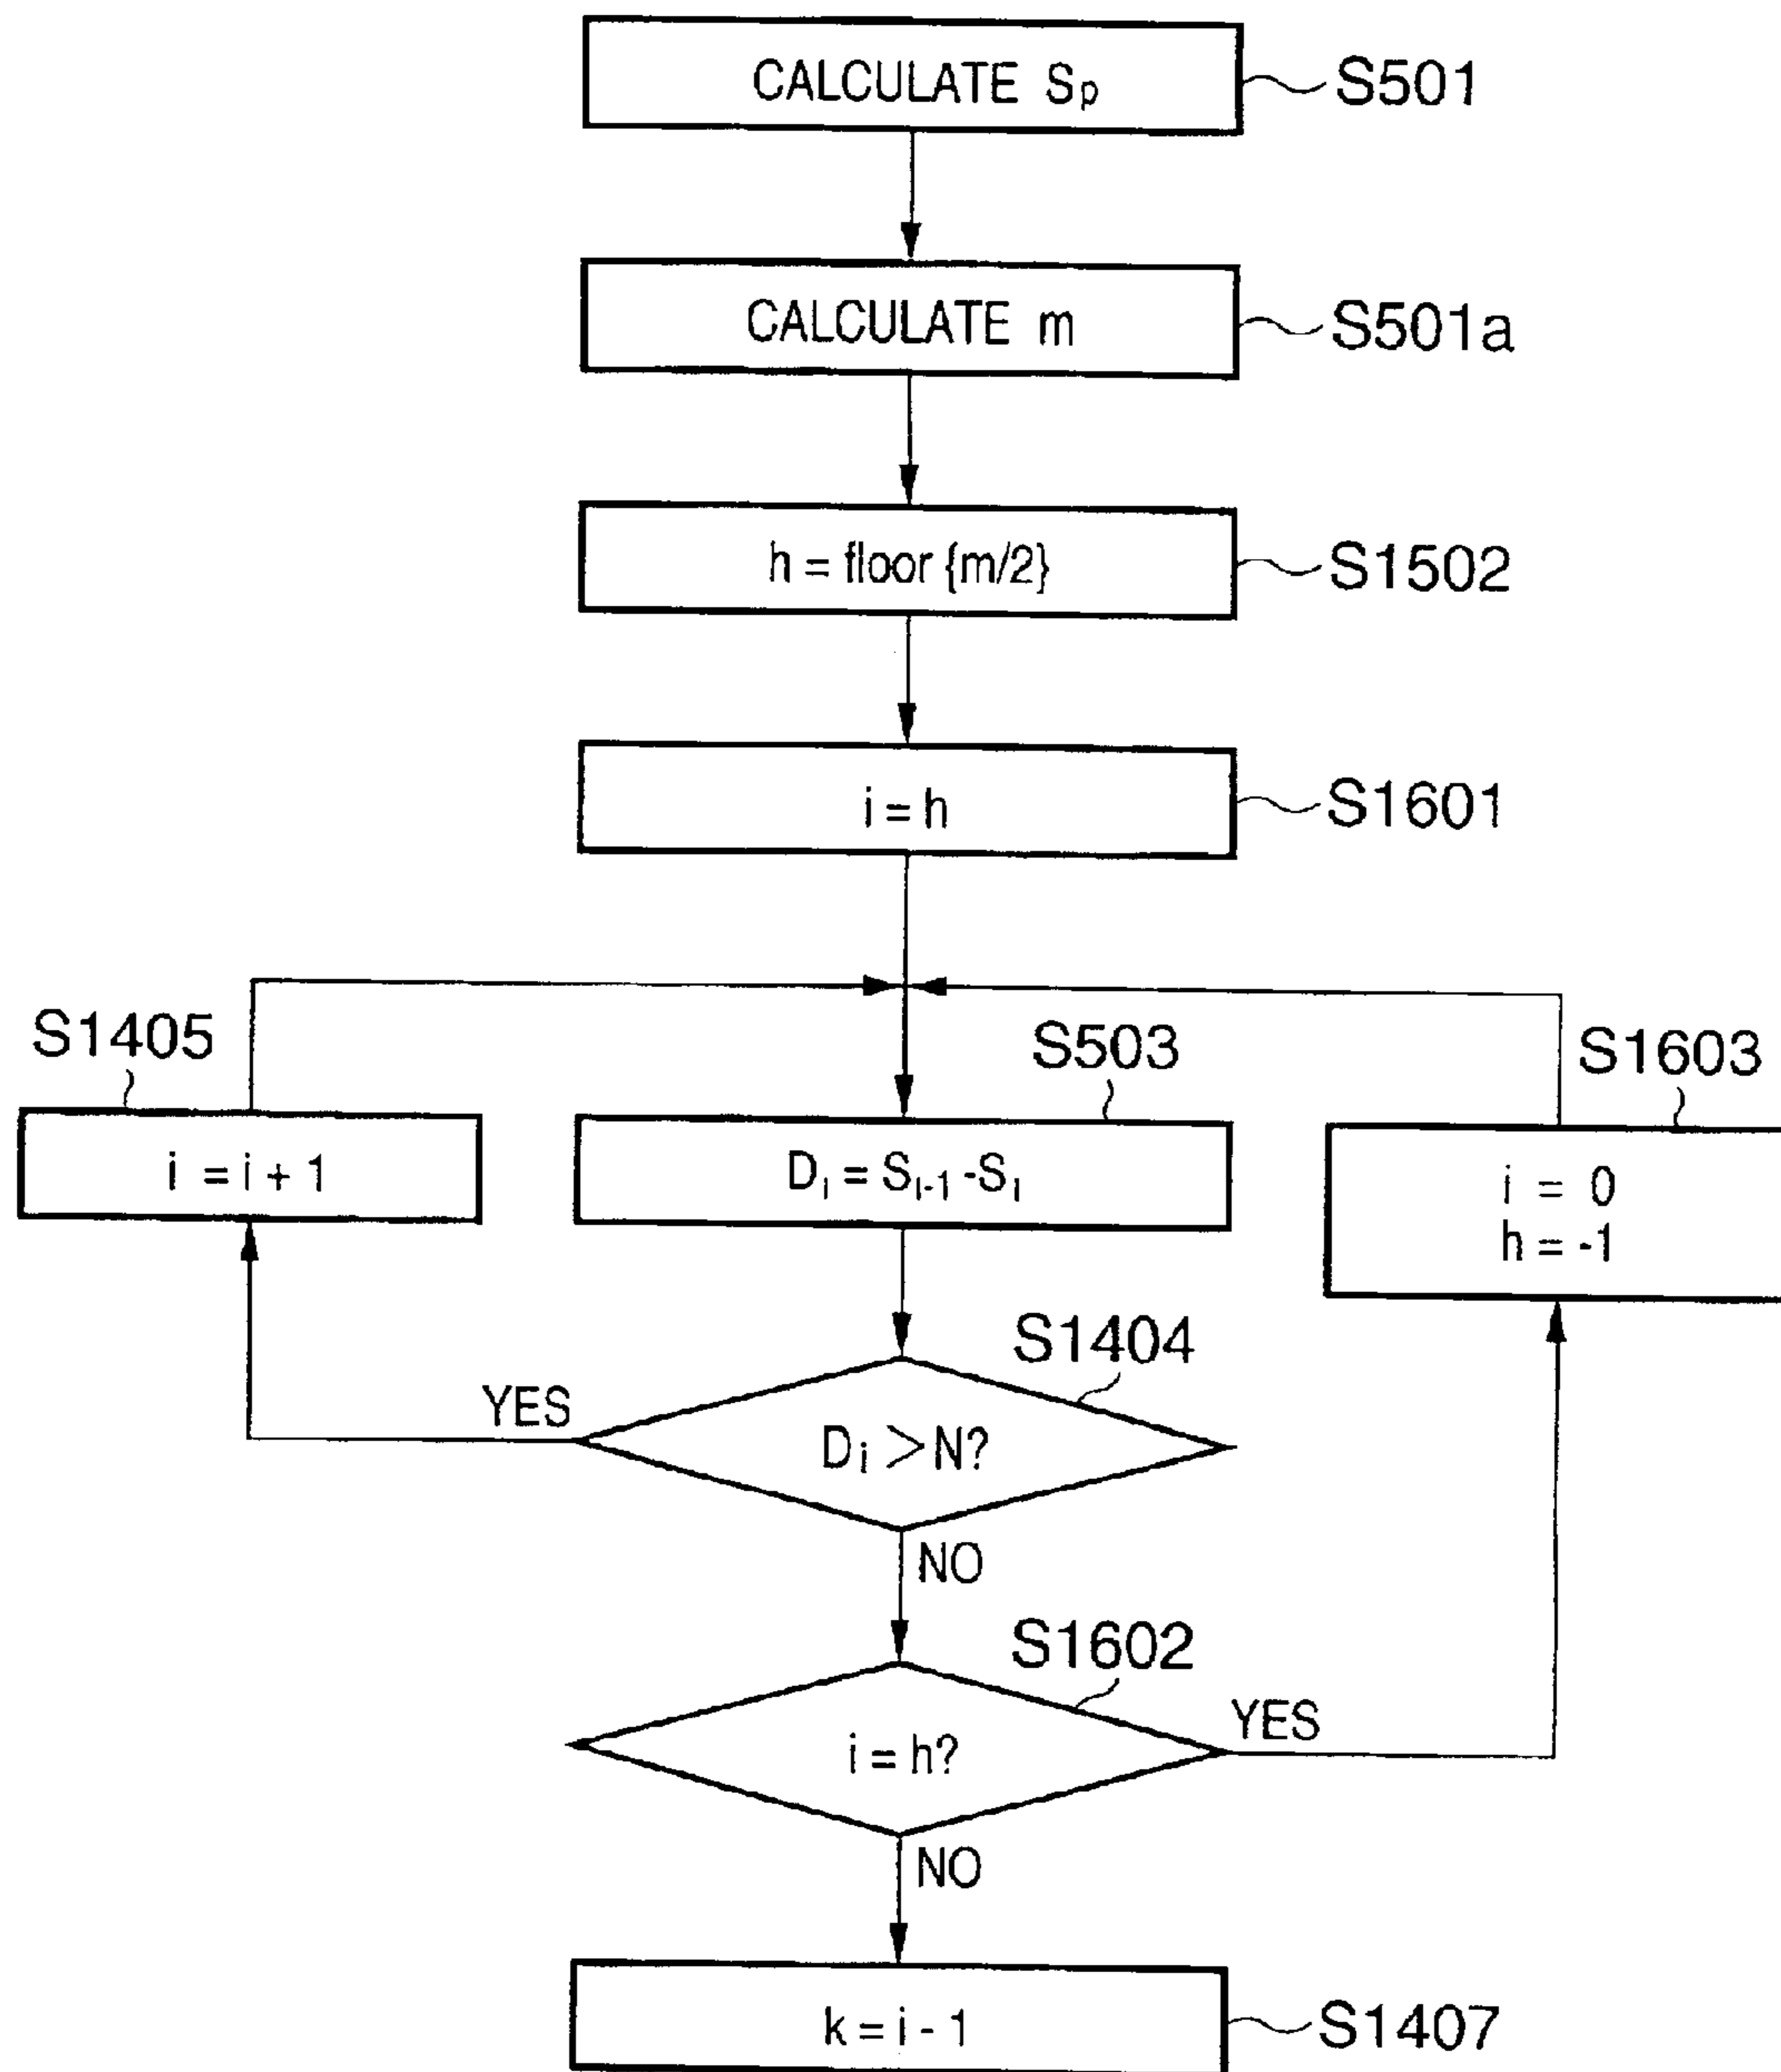 CALCULATE Sp
S501
CALCULATE m
S501a
h = floor {m/2}
S1502
i = h
S1601
S1405
S503
S1603
i = i + 1
Di = Si-1 -Si
i = 0
h = -1
S1404
YES
Di >N?
NO
S1602
YES
i = h?
NO
k = i - 1
S1407